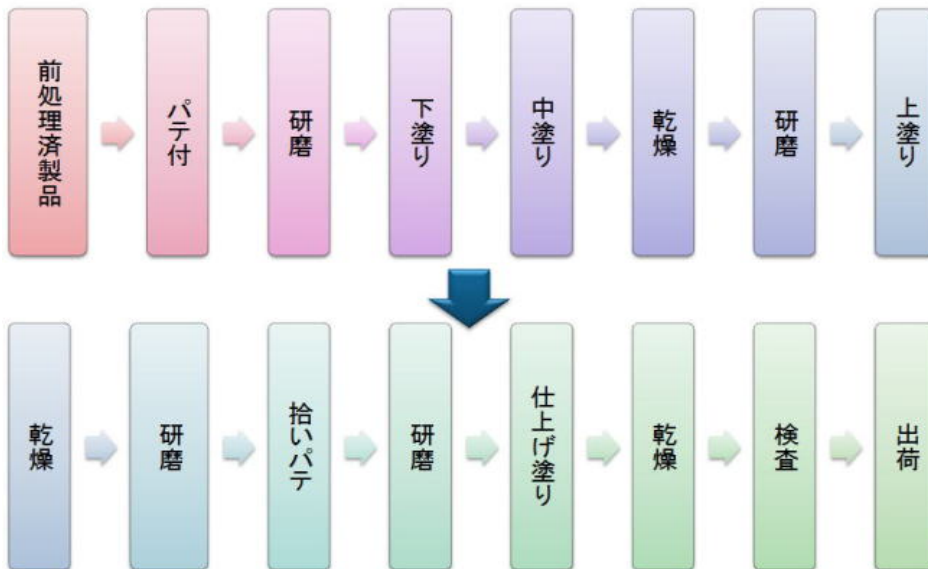 前処理済製品
パテ付
研磨
下塗り
中塗り
乾燥
研磨
上塗り
乾燥
研磨
拾いパテ
研磨
仕上げ塗り
乾燥
検査
出荷